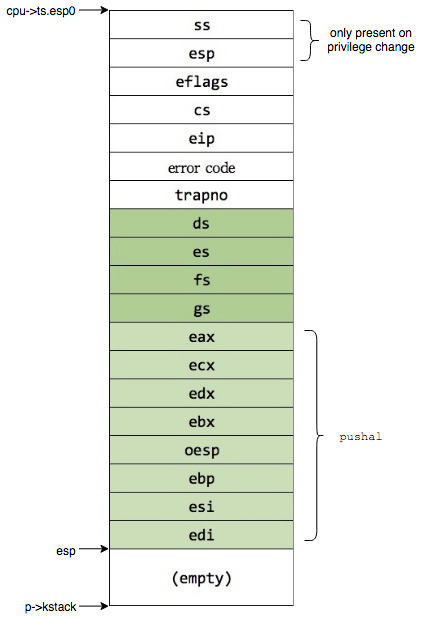 cpu->ts.esp0
ss
esp
only present on
privilege change
eflags
cs
eip
error code
trapno
ds
es
fs
gs
eax
ecx
edx
ebx
oesp
ebp
esi
edi
pushal
esp
(empty)
p->kstack